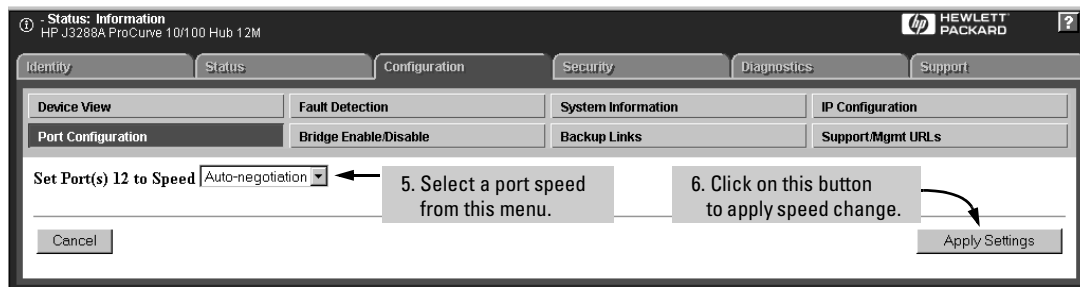 - Status: Information
HP J3288A ProCurve 10/100 Hub 12M
hp HEWLETT
PACKARD
?
Identity Status Configuration Security Diagnostics Support
Device View Fault Detection System Information IP Configuration
Port Configuration Bridge Enable/Disable Backup Links Support/Mgmt URLs
Set Port(s) 12 to Speed Auto-negotiation
5. Select a port speed
from this menu.
6. Click on this button
to apply speed change.
Cancel Apply Settings